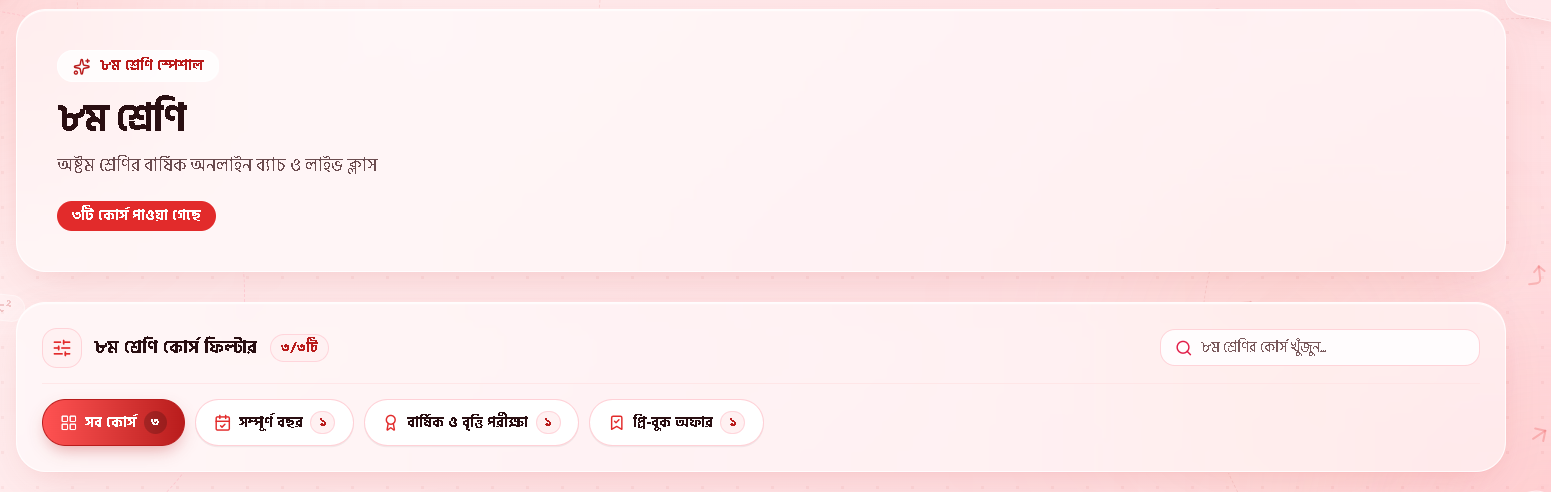 ৮ম শ্রেণি স্পেশাল
৮ম শ্রেণি
অষ্টম শ্রেণির বার্ষিক অনলাইন ব্যাচ ও লাইভ ক্লাস
৩টি কোর্স পাওয়া গেছে
৮ম শ্রেণি কোর্স ফিল্টার ৩/৩টি
৮ম শ্রেণির কোর্স খুঁজুন...
সব কোর্স ৩ সম্পূর্ণ বছর ১ বার্ষিক ও বৃত্তি পরীক্ষা ১ প্রি-বুক অফার ১